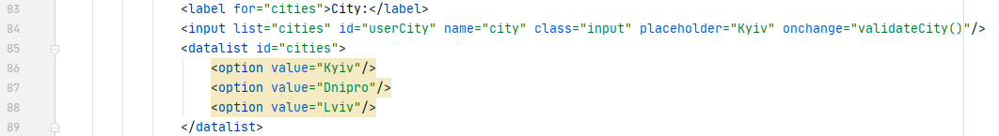 83 <label for="cities">City:</label>
84 <input list="cities" id="userCity" name="city" class="input" placeholder="Kyiv" onchange="validateCity()"/>
85 <datalist id="cities">
86 <option value="Kyiv"/>
87 <option value="Dnipro"/>
88 <option value="Lviv"/>
89 </datalist>